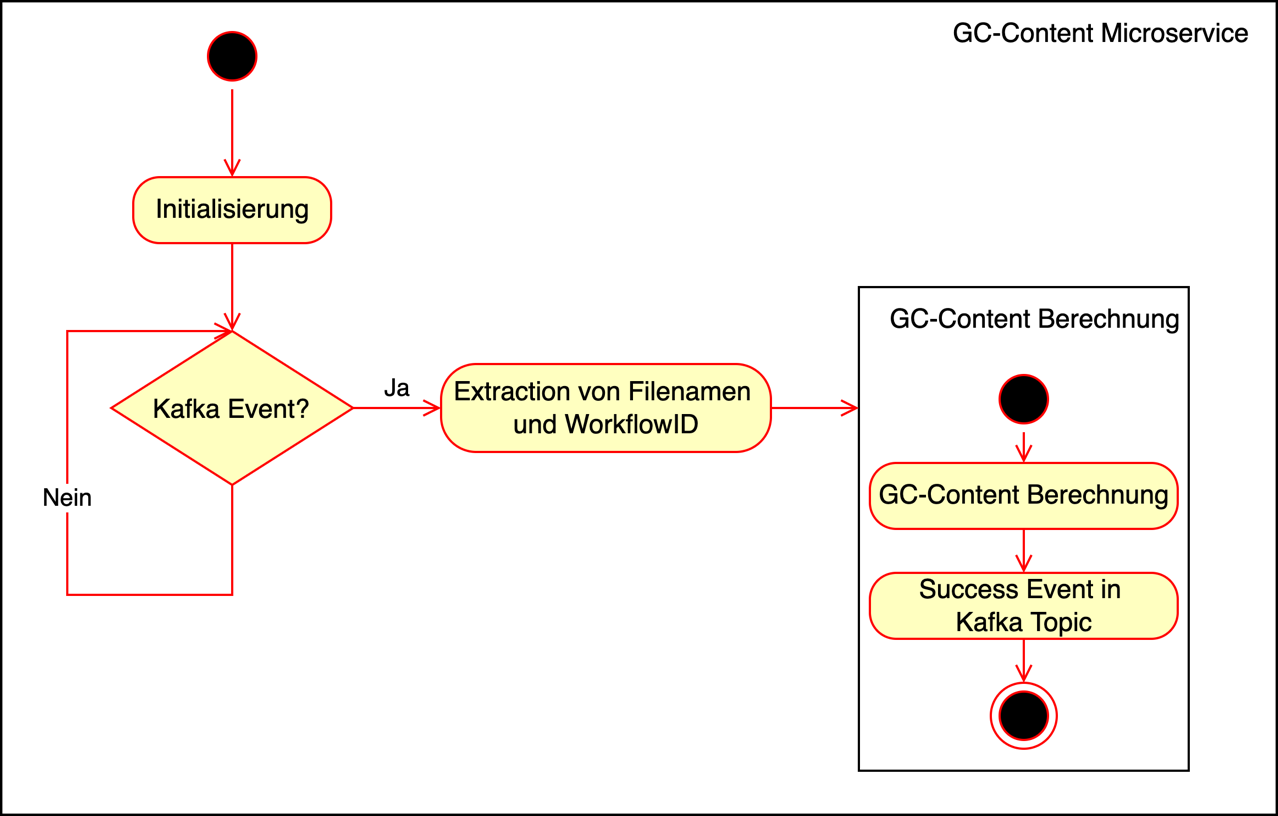 GC-Content Microservice
Initialisierung
Kafka Event?
Ja
Nein
Extraction von Filenamen
und WorkflowID
GC-Content Berechnung
GC-Content Berechnung
Success Event in
Kafka Topic